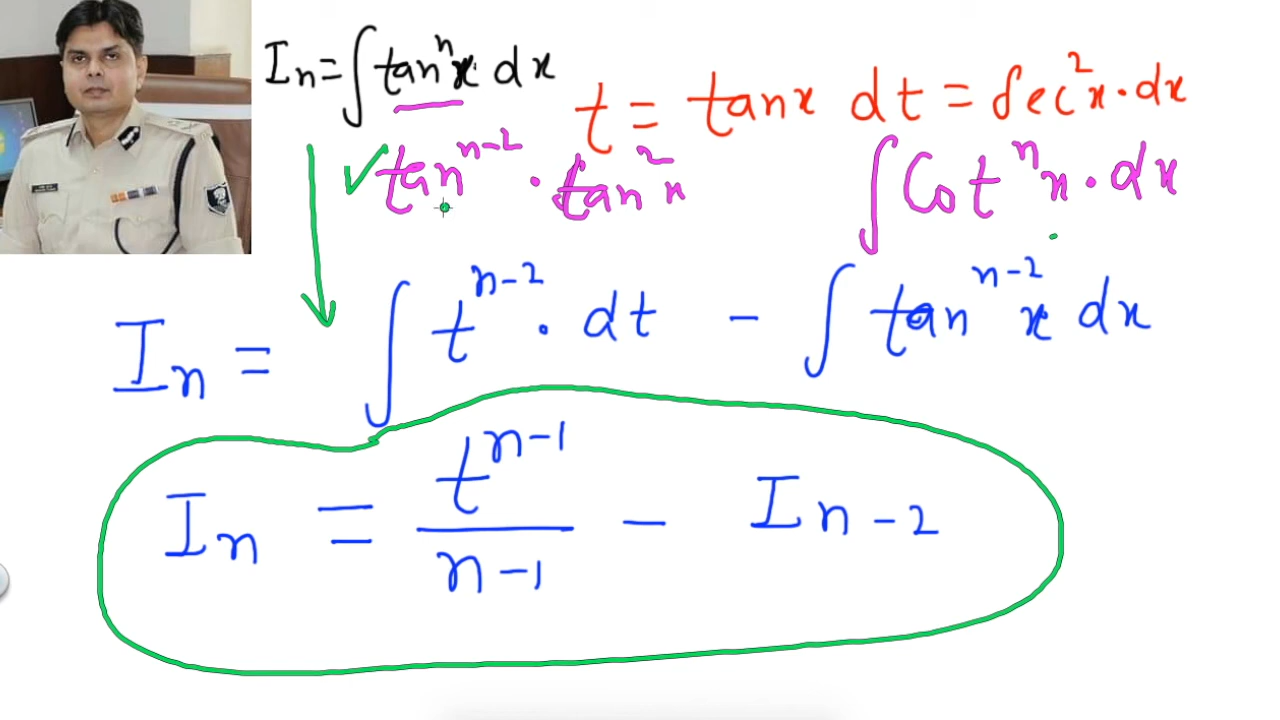 Iₙ = ∫ tanⁿx dx
t = tanx dt = sec²x·dx
✓tanⁿ⁻² · tan²x
∫ Cotⁿx·dx
Iₙ = ∫ tⁿ⁻² · dt − ∫ tanⁿ⁻²x dx
Iₙ = tⁿ⁻¹/n−1 − Iₙ₋₂